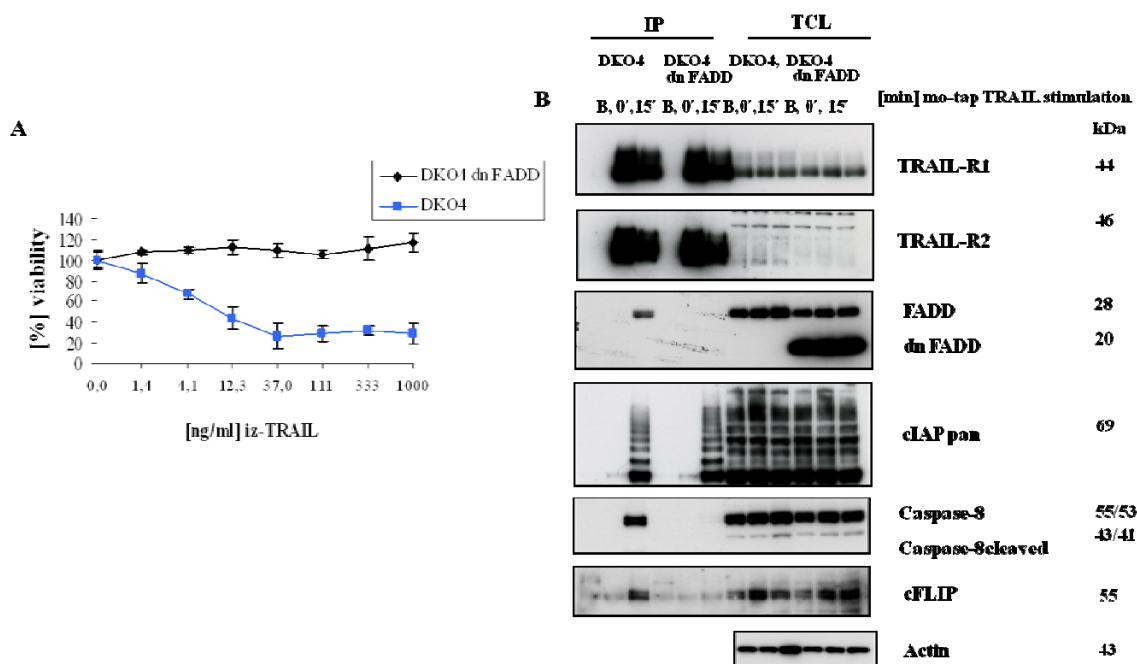 A
DKO4 dn FADD
DKO4
[%] viability
140
120
100
80
60
40
20
0
0,0 1,4 4,1 12,3 37,0 111 333 1000
[ng/ml] iz-TRAIL
B
IP TCL
DKO4 DKO4 dn FADD DKO4, DKO4 dn FADD
B, 0', 15' B, 0', 15' B,0',15' B, 0', 15'
[min] mo-tap TRAIL stimulation
kDa
TRAIL-R1 44
TRAIL-R2 46
FADD 28
dn FADD 20
cIAP pan 69
Caspase-8 55/53
Caspase-8cleaved 43/41
cFLIP 55
Actin 43